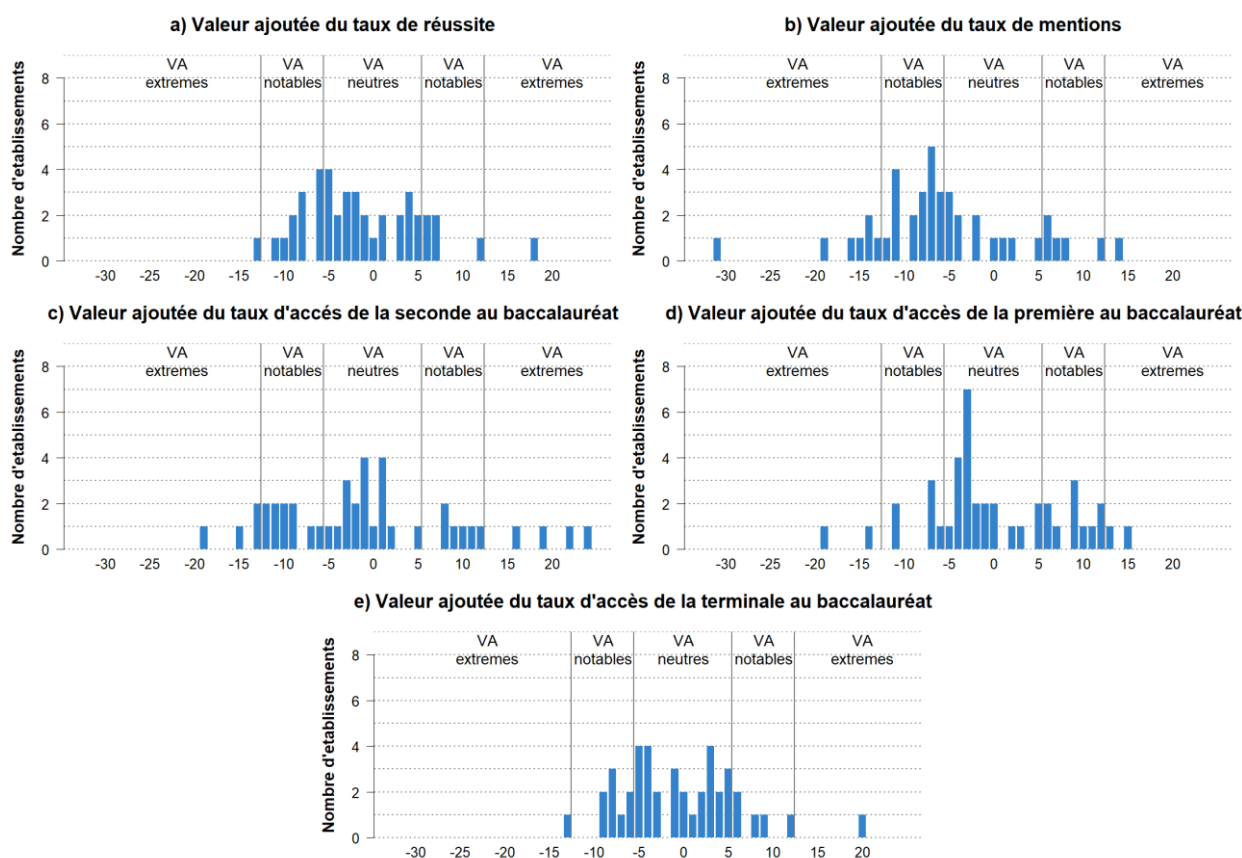 a) Valeur ajoutée du taux de réussite
VA VA VA VA VA
extremes notables neutres notables extremes
Nombre d'etablissements
8
6
4
2
0
-30 -25 -20 -15 -10 -5 0 5 10 15 20
b) Valeur ajoutée du taux de mentions
VA VA VA VA VA
extremes notables neutres notables extremes
Nombre d'etablissements
8
6
4
2
0
-30 -25 -20 -15 -10 -5 0 5 10 15 20
c) Valeur ajoutée du taux d'accés de la seconde au baccalauréat
VA VA VA VA VA
extremes notables neutres notables extremes
Nombre d'etablissements
8
6
4
2
0
-30 -25 -20 -15 -10 -5 0 5 10 15 20
d) Valeur ajoutée du taux d'accès de la première au baccalauréat
VA VA VA VA VA
extremes notables neutres notables extremes
Nombre d'etablissements
8
6
4
2
0
-30 -25 -20 -15 -10 -5 0 5 10 15 20
e) Valeur ajoutée du taux d'accès de la terminale au baccalauréat
VA VA VA VA VA
extremes notables neutres notables extremes
Nombre d'etablissements
8
6
4
2
0
-30 -25 -20 -15 -10 -5 0 5 10 15 20